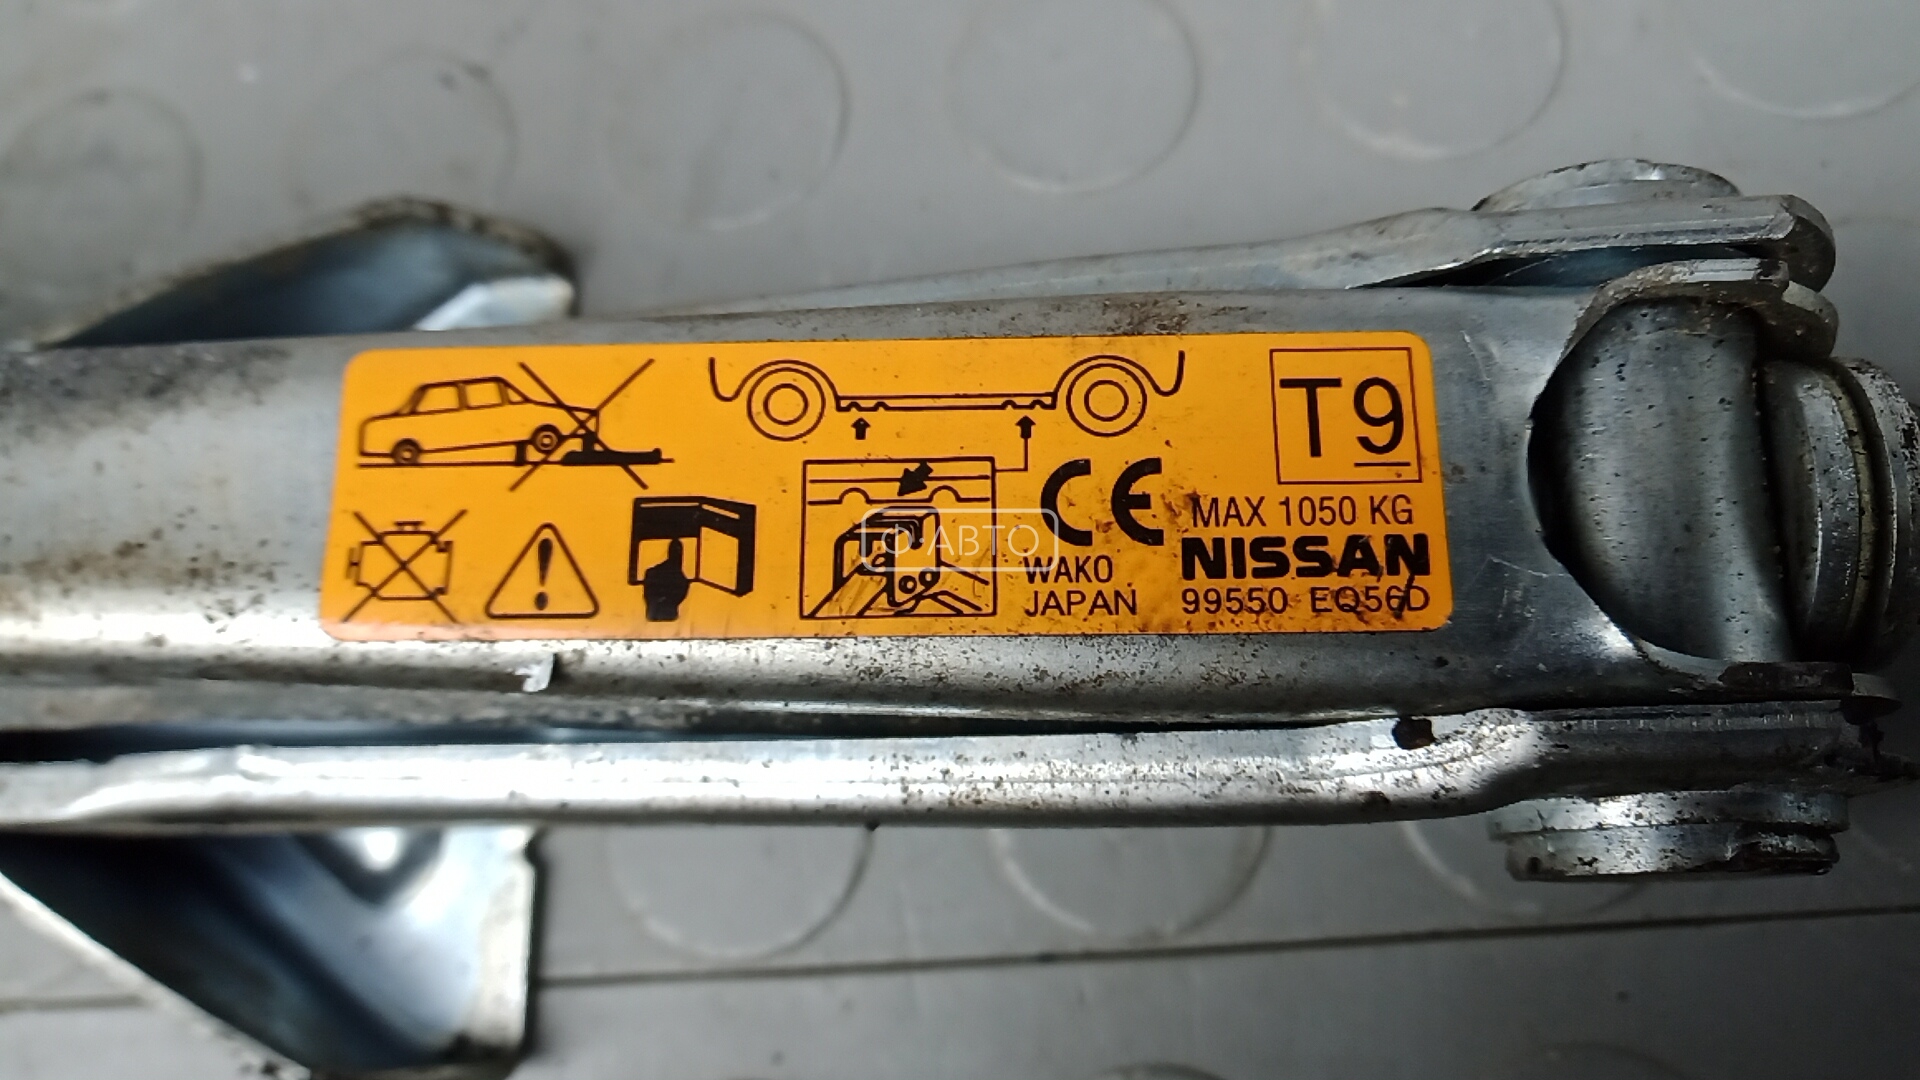 T9
CE
MAX 1050 KG
WAKO
NISSAN
JAPAN
99550 EQ56D
О·АВТО